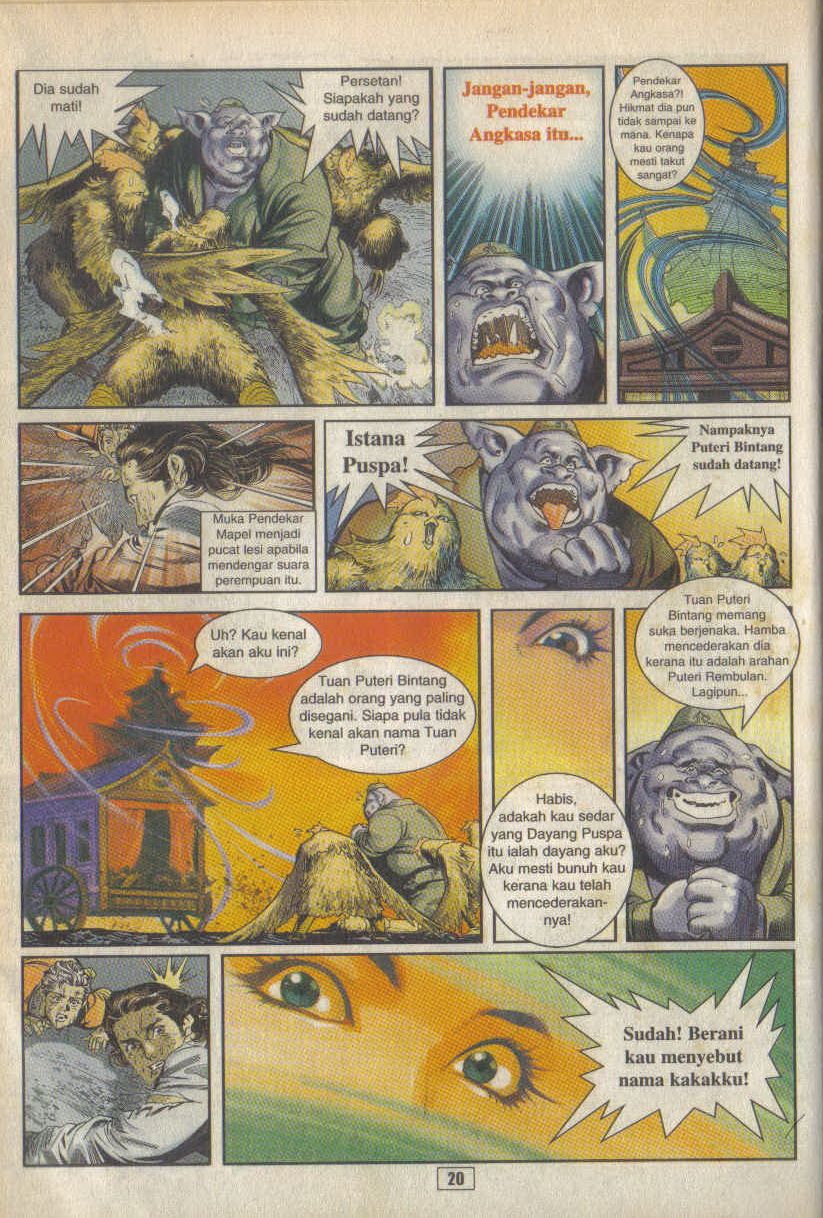 Dia sudah
mati!
Persetan!
Siapakah yang
sudah datang?
Jangan-jangan,
Pendekar
Angkasa itu...
Pendekar
Angkasa?!
Hikmat dia pun
tidak sampai ke
mana. Kenapa
kau orang
mesti takut
sangat?
Muka Pendekar
Mapel menjadi
pucat lesi apabila
mendengar suara
perempuan itu.
Istana
Puspa!
Nampaknya
Puteri Bintang
sudah datang!
Uh? Kau kenal
akan aku ini?
Tuan Puteri Bintang
adalah orang yang paling
disegani. Siapa pula tidak
kenal akan nama Tuan
Puteri?
Habis,
adakah kau sedar
yang Dayang Puspa
itu ialah dayang aku?
Aku mesti bunuh kau
kerana kau telah
mencederakan-
nya!
Tuan Puteri
Bintang memang
suka berjenaka. Hamba
mencederakan dia
kerana itu adalah arahan
Puteri Rembulan.
Lagipun...
Sudah! Berani
kau menyebut
nama kakakku!
20